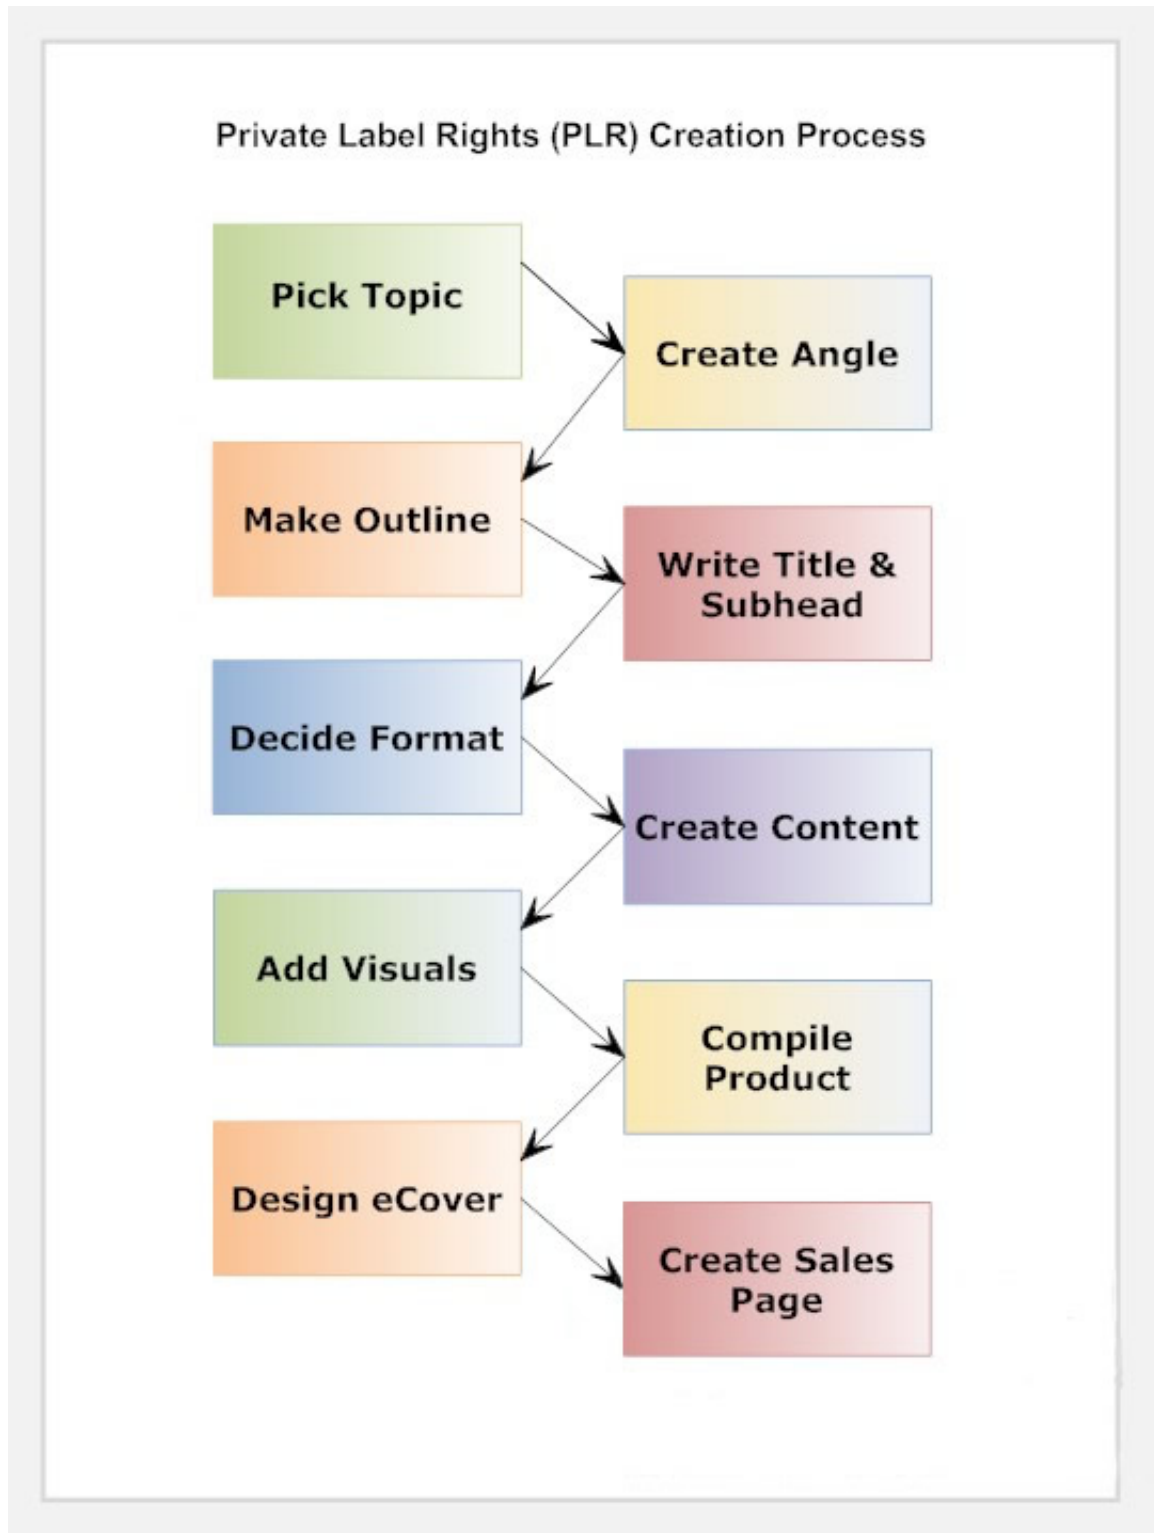 Private Label Rights (PLR) Creation Process
Pick Topic
Create Angle
Make Outline
Write Title &
Subhead
Decide Format
Create Content
Add Visuals
Compile
Product
Design eCover
Create Sales
Page